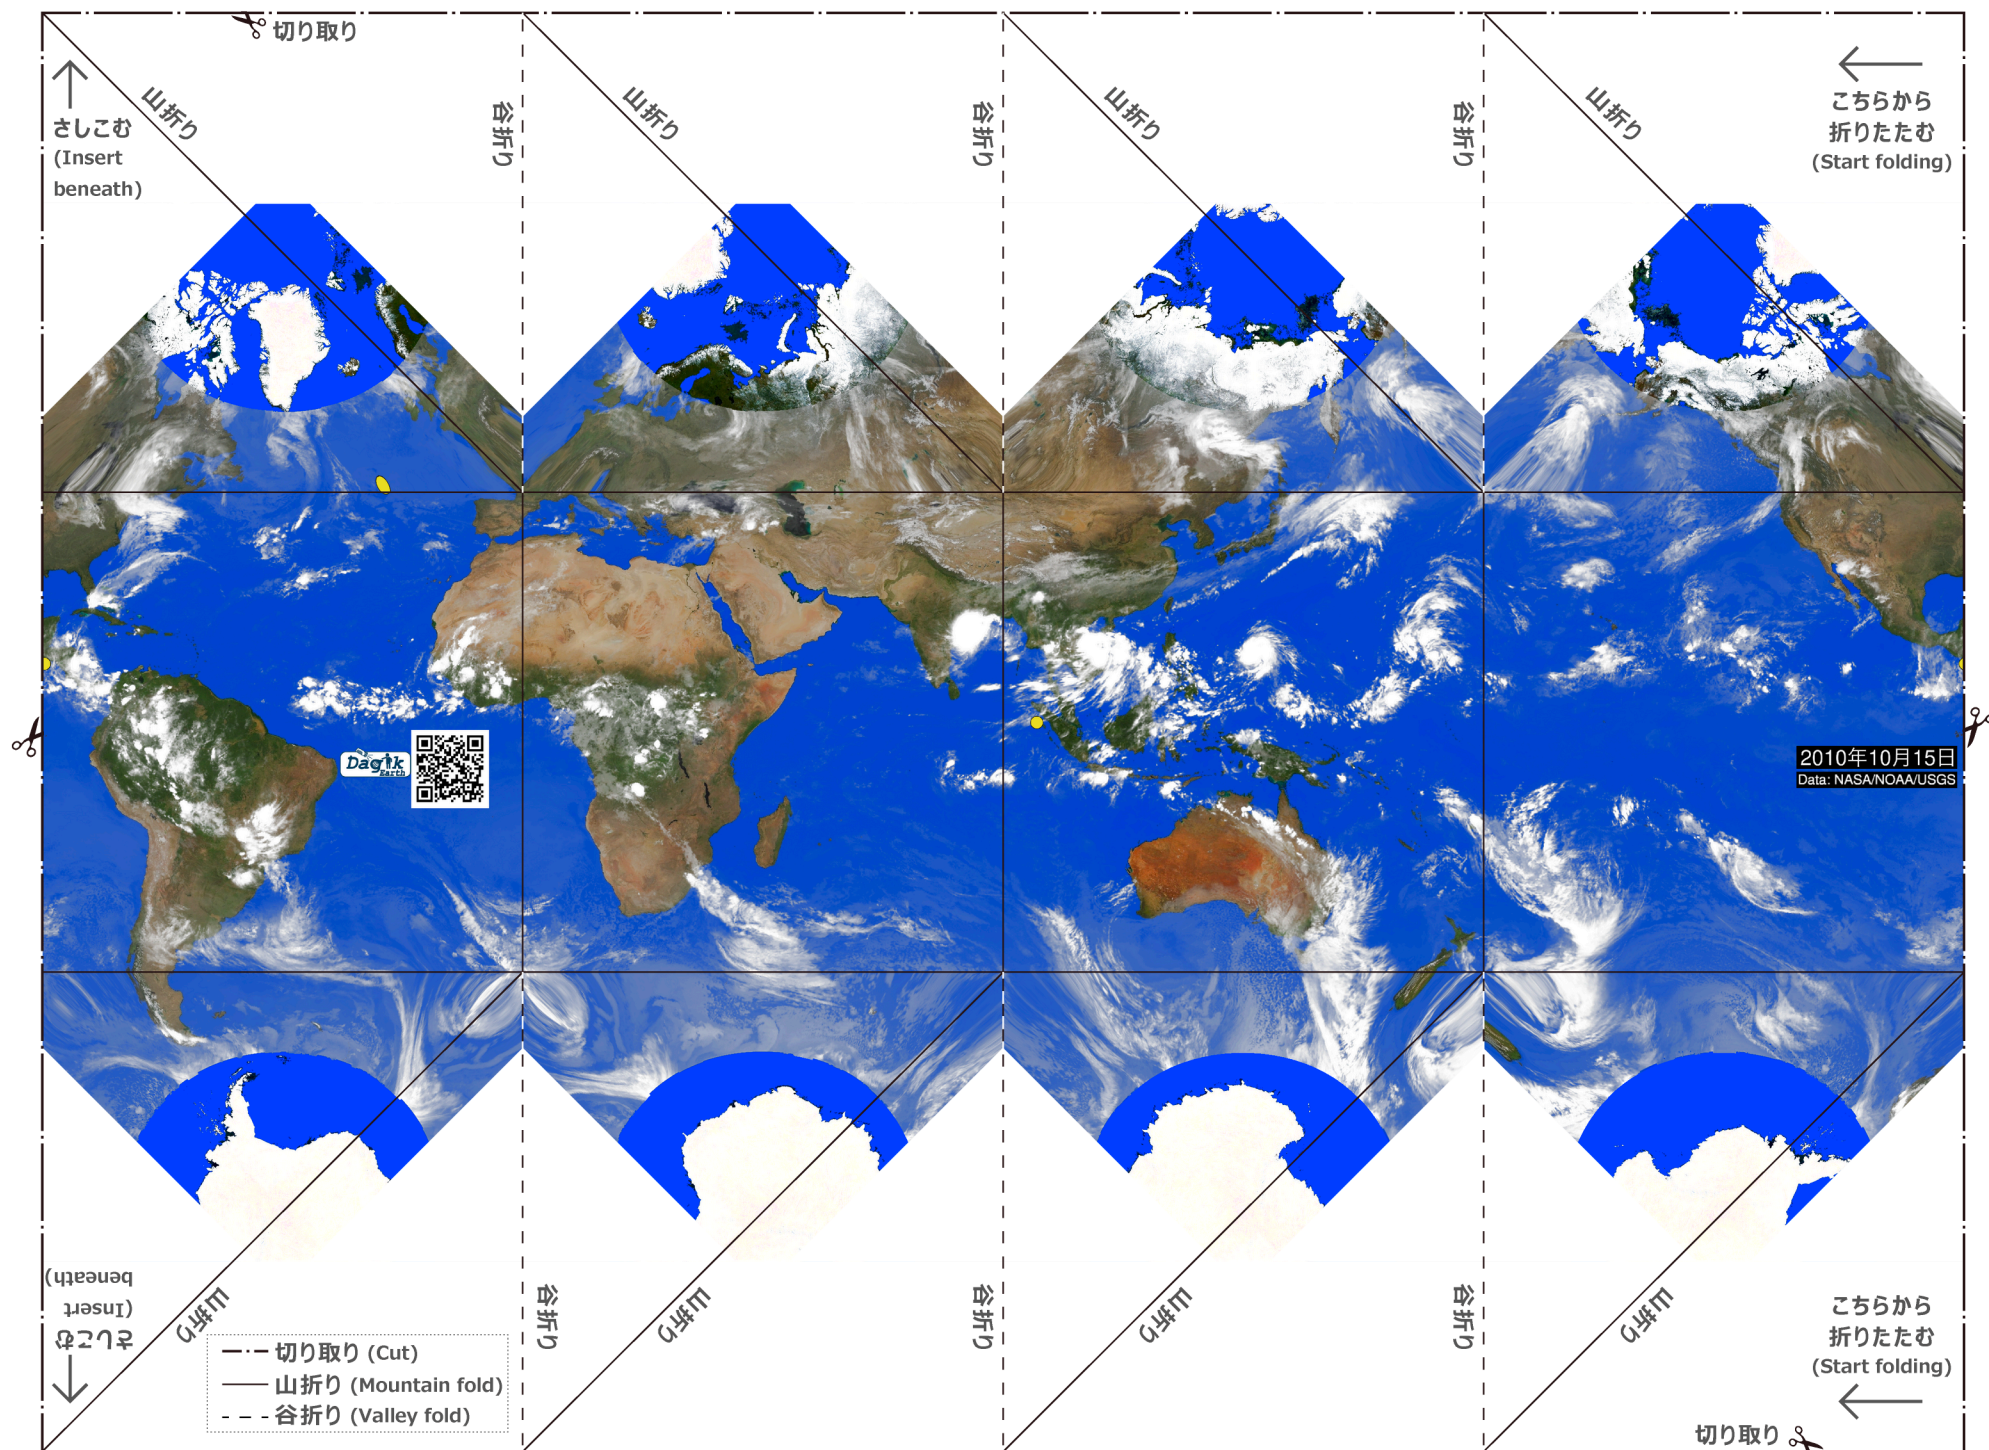 切り取り
さしこむ
(Insert
beneath)
山折り
谷折り
山折り
谷折り
山折り
谷折り
山折り
こちらから
折りたたむ
(Start folding)
Dagik
Earth
2010年10月15日
Data: NASA/NOAA/USGS
さしこむ
(Insert
beneath)
山折り
谷折り
山折り
谷折り
山折り
谷折り
山折り
こちらから
折りたたむ
(Start folding)
切り取り (Cut)
山折り (Mountain fold)
谷折り (Valley fold)
切り取り